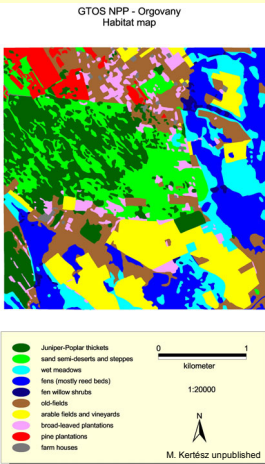 GTOS NPP - Orgovany
Habitat map
Juniper-Poplar thickets
sand semi-deserts and steppes
wet meadows
fens (mostly reed beds)
fen willow shrubs
old-fields
arable fields and vineyards
broad-leaved plantations
pine plantations
farm houses
0 1
kilometer
1:20000
N
M. Kertész unpublished